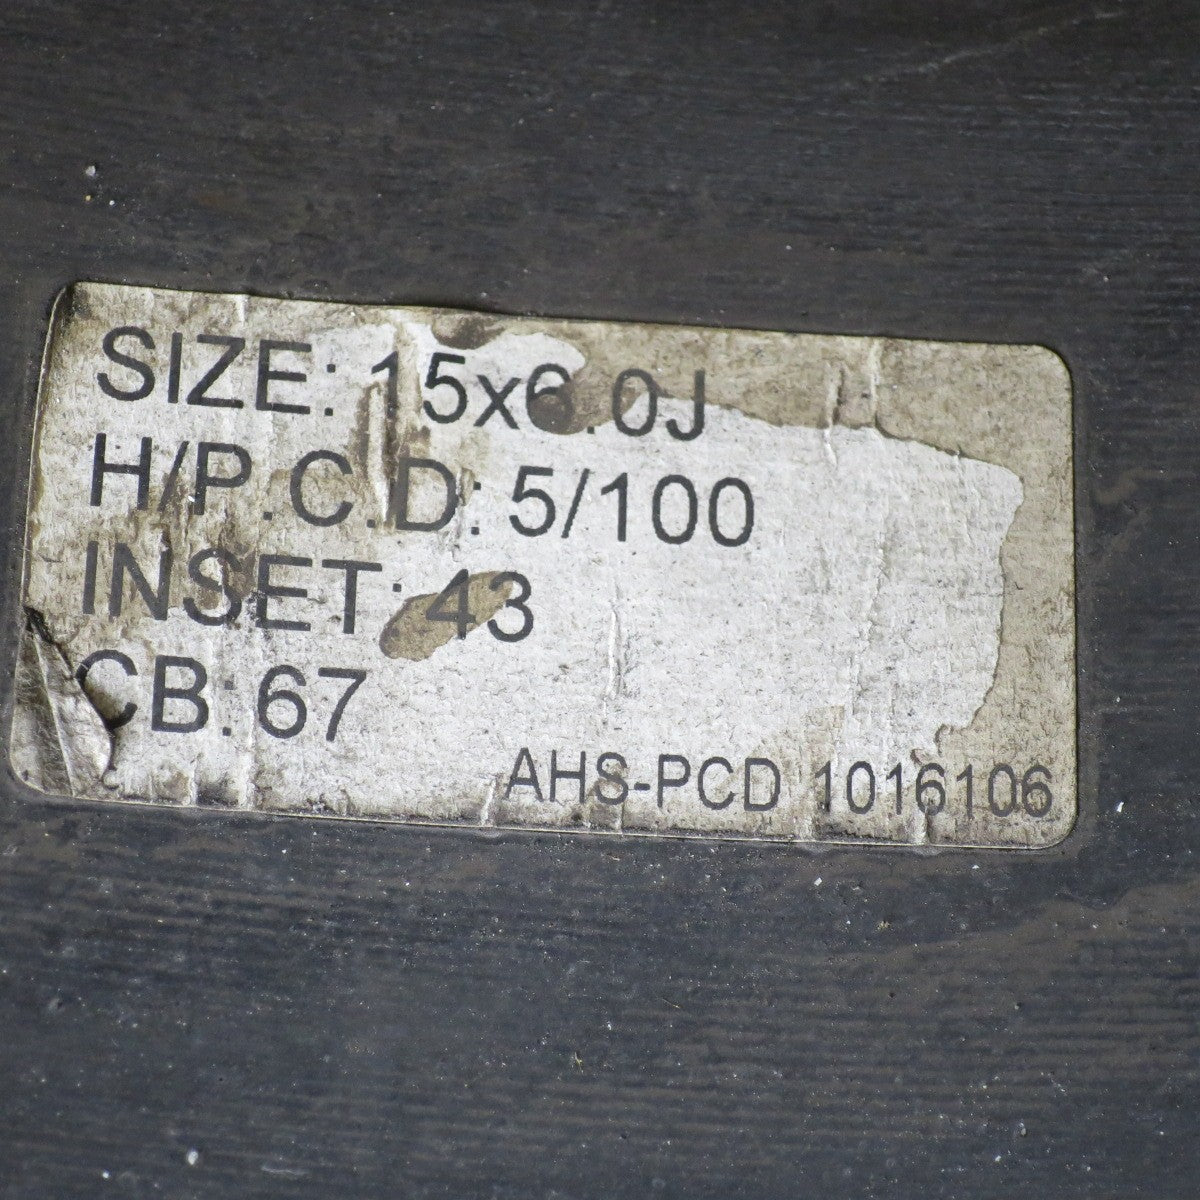 SIZE: 15x6.0J
H/P.C.D: 5/100
INSET: 43
CB: 67
AHS-PCD 1016106